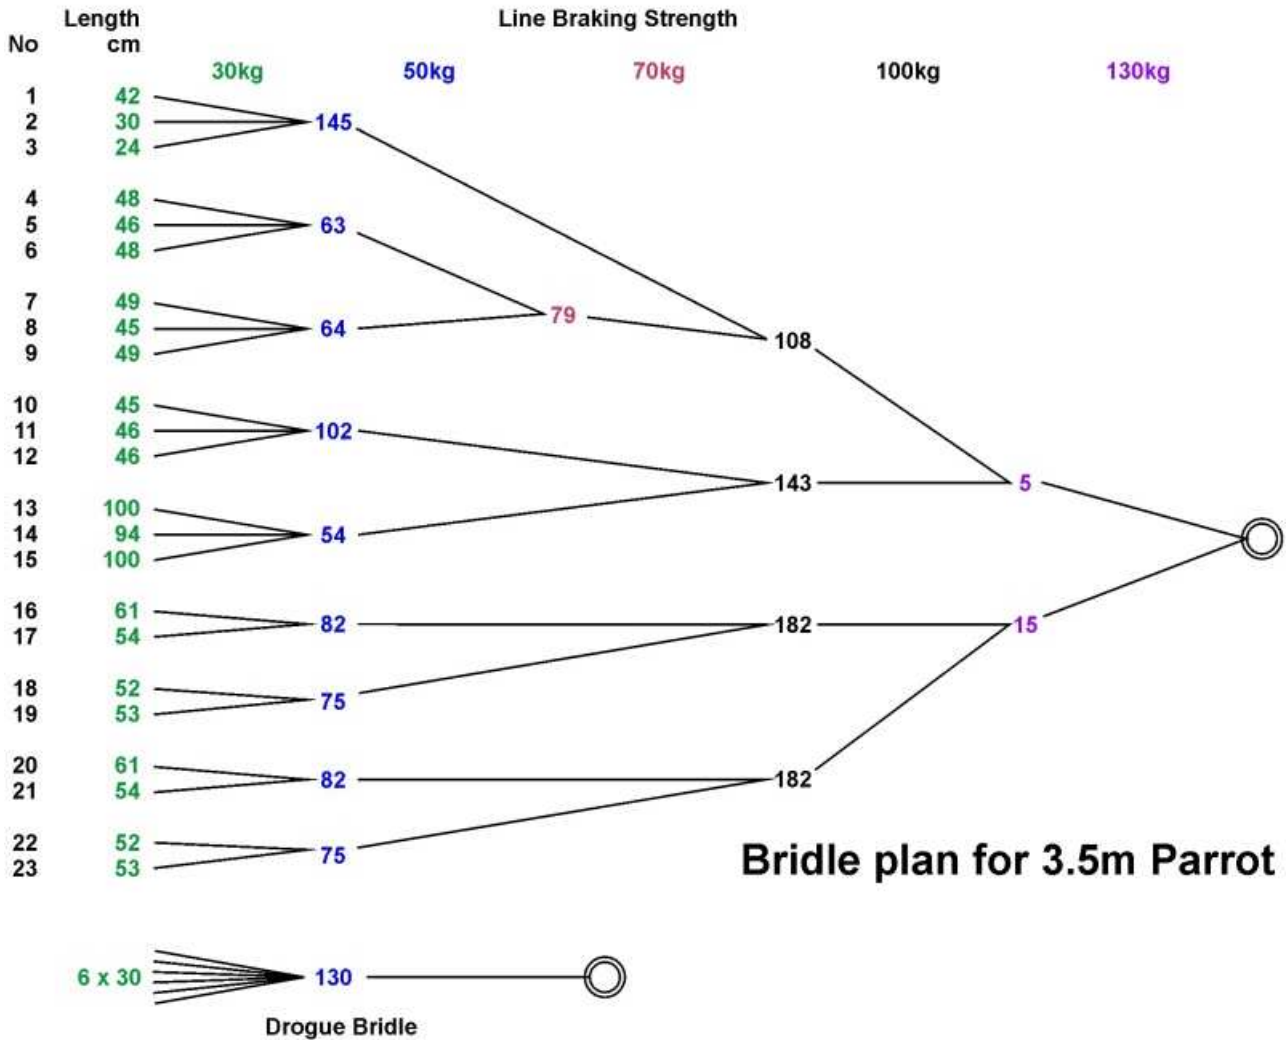 Length Line Braking Strength
No cm
30kg 50kg 70kg 100kg 130kg
1 42
2 30 145
3 24
4 48
5 46 63
6 48
7 49
79
8 45 64
108
9 49
10 45
11 46 102
12 46
143 5
13 100
14 94 54
15 100
16 61
82 182 15
17 54
18 52
75
19 53
20 61
82 182
21 54
22 52
75
23 53
Bridle plan for 3.5m Parrot
6 x 30 130
Drogue Bridle